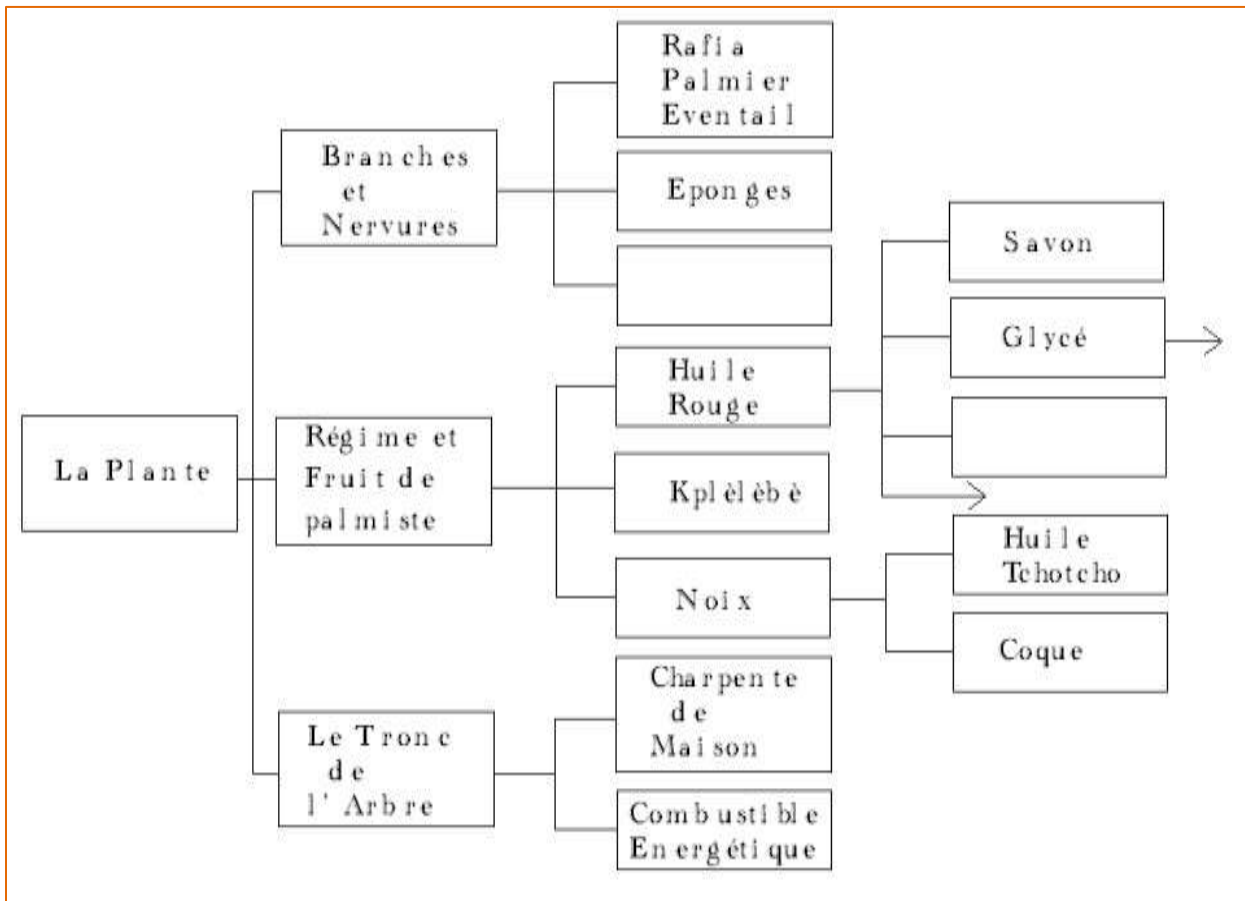 La Plante
Branches
et
Nervures
Rafia
Palmier
Eventail
Eponges
Régime et
Fruit de
palmiste
Huile
Rouge
Savon
Glycé
Kplèlèbè
Noix
Huile
Tchotcho
Coque
Le Tronc
de
l' Arbre
Charpente
de
Maison
Combustible
Energétique